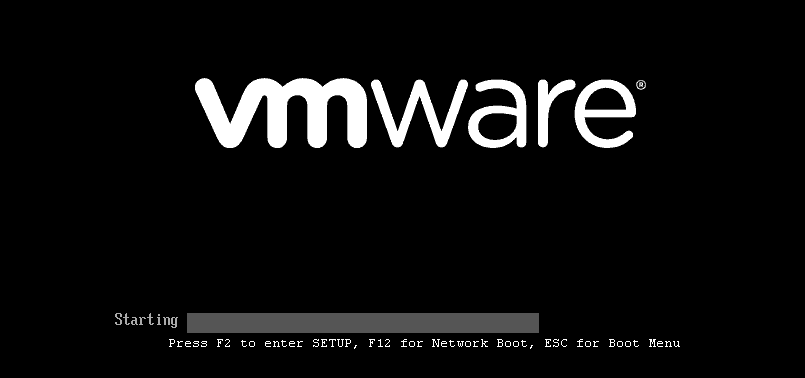 vmware®
Starting
Press F2 to enter SETUP, F12 for Network Boot, ESC for Boot Menu